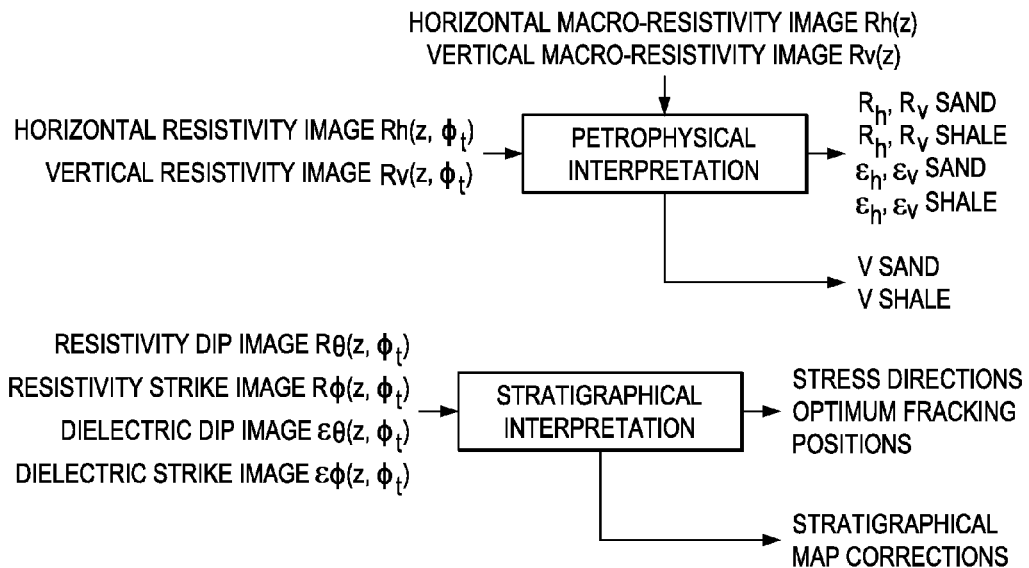 HORIZONTAL MACRO-RESISTIVITY IMAGE Rh(z)
VERTICAL MACRO-RESISTIVITY IMAGE Rv(z)
HORIZONTAL RESISTIVITY IMAGE Rh(z, ϕt)
VERTICAL RESISTIVITY IMAGE Rv(z, ϕt)
PETROPHYSICAL
INTERPRETATION
Rh, Rv SAND
Rh, Rv SHALE
εh, εv SAND
εh, εv SHALE
V SAND
V SHALE
RESISTIVITY DIP IMAGE Rθ(z, ϕt)
RESISTIVITY STRIKE IMAGE Rϕ(z, ϕt)
DIELECTRIC DIP IMAGE εθ(z, ϕt)
DIELECTRIC STRIKE IMAGE εϕ(z, ϕt)
STRATIGRAPHICAL
INTERPRETATION
STRESS DIRECTIONS
OPTIMUM FRACKING
POSITIONS
STRATIGRAPHICAL
MAP CORRECTIONS